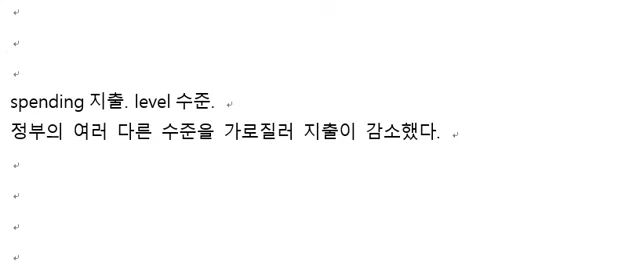 spending 지출. level 수준.
정부의 여러 다른 수준을 가로질러 지출이 감소했다.